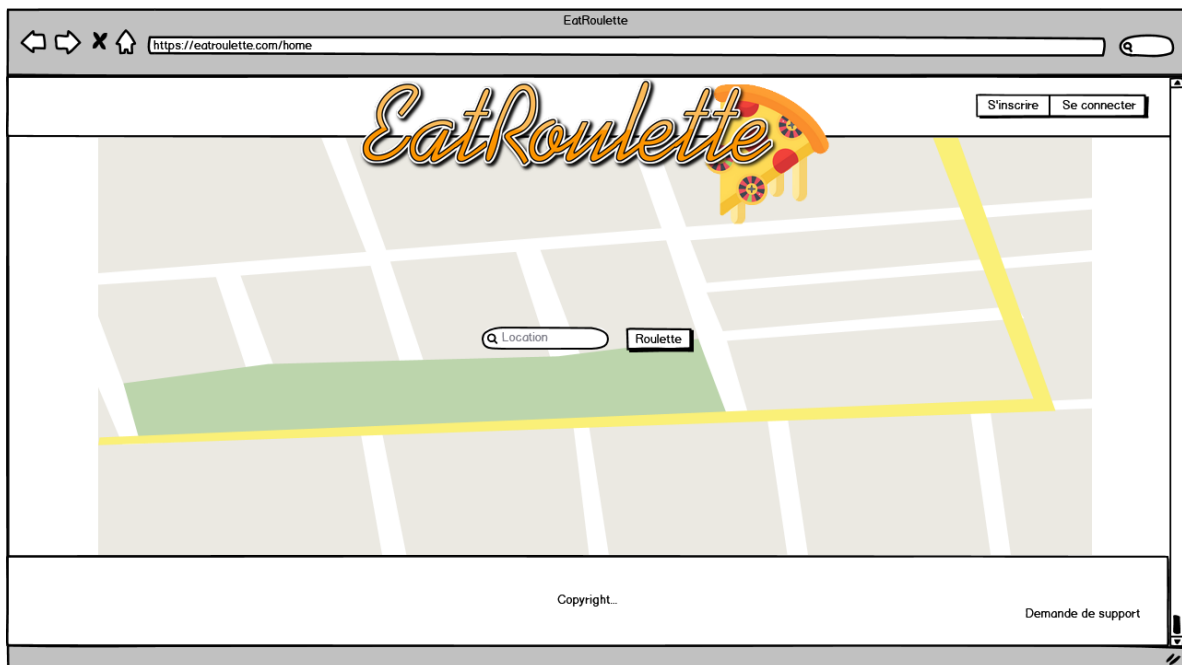 EatRoulette
https://eatroulette.com/home
EatRoulette
S'inscrire
Se connecter
Location
Roulette
Copyright...
Demande de support